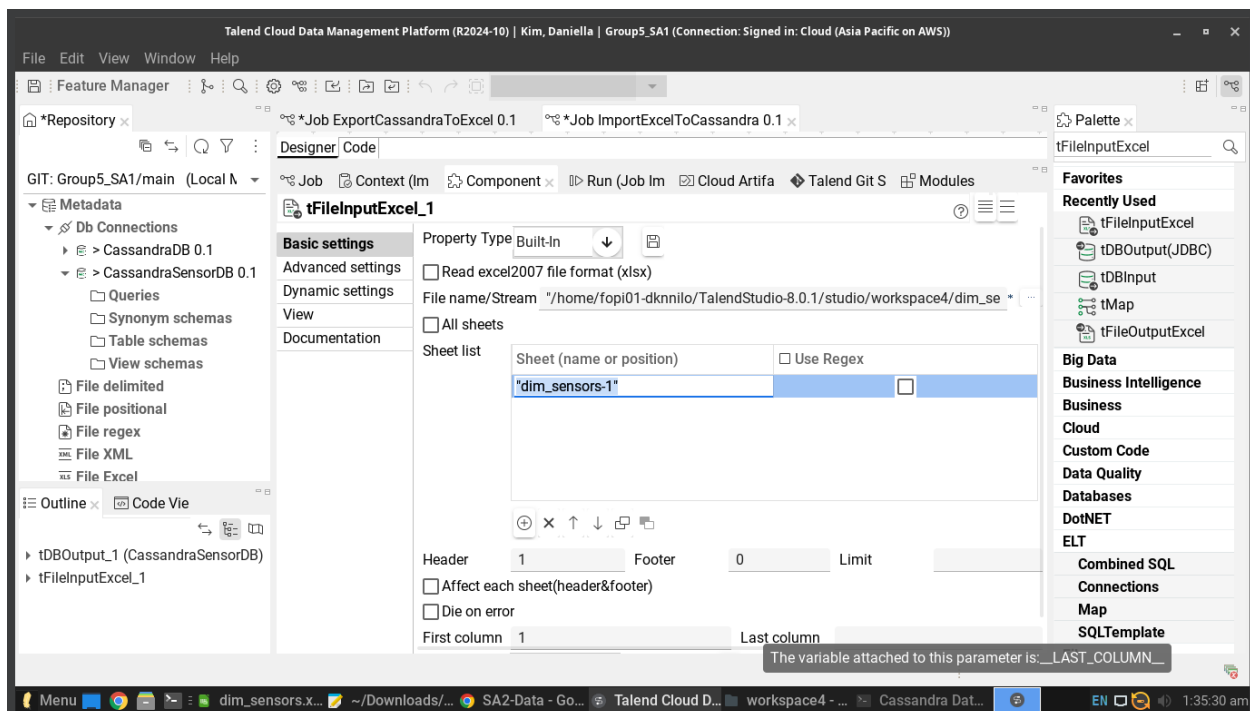 Talend Cloud Data Management Platform (R2024-10) | Kim, Daniella | Group5_SA1 (Connection: Signed in: Cloud (Asia Pacific on AWS))
File Edit View Window Help
Feature Manager
*Repository
*Job ExportCassandraToExcel 0.1
*Job ImportExcelToCassandra 0.1
Palette
Designer Code
tFileInputExcel
GIT: Group5_SA1/main (Local
Job
Context (Im
Component
Run (Job Im
Cloud Artifa
Talend Git S
Modules
Metadata
Db Connections
> CassandraDB 0.1
> CassandraSensorDB 0.1
Queries
Synonym schemas
Table schemas
View schemas
File delimited
File positional
File regex
XML File XML
XLS File Excel
Outline
Code Vie
tDBOutput_1 (CassandraSensorDB)
tFileInputExcel_1
tFileInputExcel_1
Basic settings
Advanced settings
Dynamic settings
View
Documentation
Property Type Built-In
Read excel2007 file format (xlsx)
File name/Stream "/home/fopi01-dknnilo/TalendStudio-8.0.1/studio/workspace4/dim_se * ...
All sheets
Sheet list
Sheet (name or position) Use Regex
"dim_sensors-1"
Header 1 Footer 0 Limit
Affect each sheet(header&footer)
Die on error
First column 1 Last column
The variable attached to this parameter is:__LAST_COLUMN__
Favorites
Recently Used
tFileInputExcel
tDBOutput(JDBC)
tDBInput
tMap
tFileOutputExcel
Big Data
Business Intelligence
Business
Cloud
Custom Code
Data Quality
Databases
DotNET
ELT
Combined SQL
Connections
Map
SQLTemplate
Menu
dim_sensors.x...
~/Downloads/...
SA2-Data - Go...
Talend Cloud D...
workspace4 - ...
Cassandra Dat...
EN
1:35:30 am